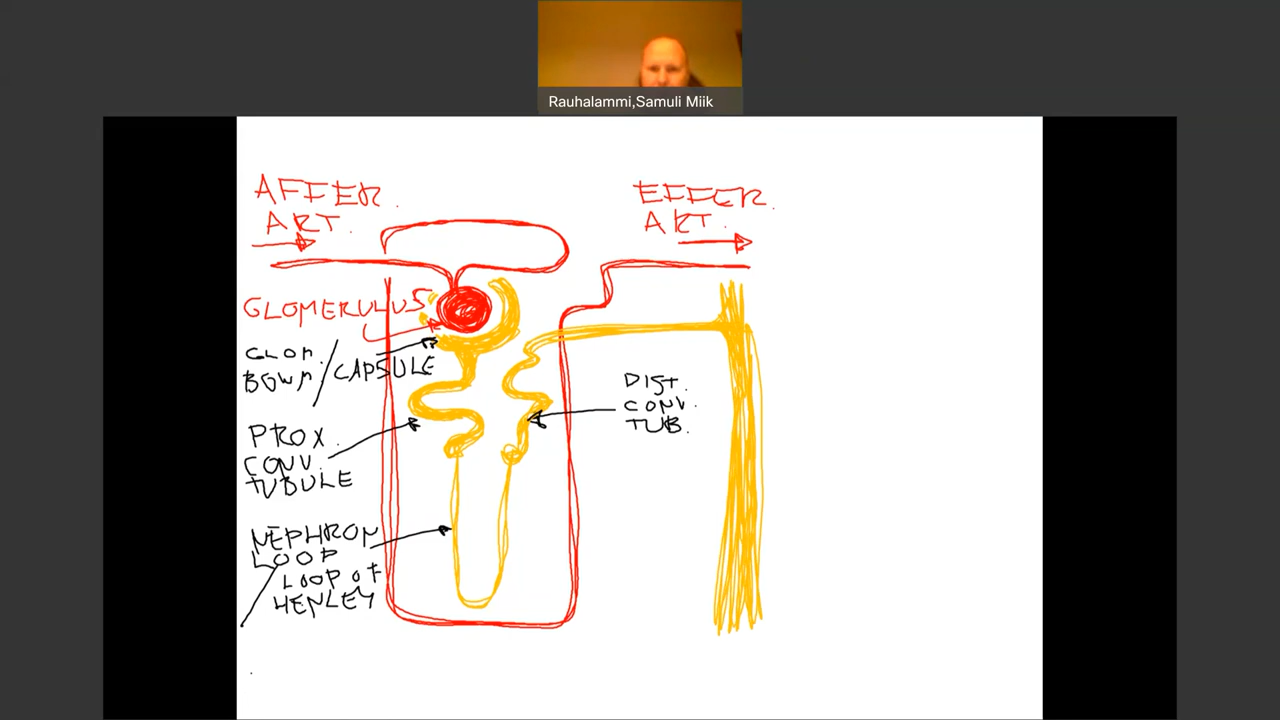 Rauhalammi,Samuli Miik
AFFER.
ART.
EFFER.
ART.
GLOMERULUS
GLOM.
BOWM / CAPSULE
PROX.
CONV.
TUBULE
DIST.
CONV.
TUB.
NEPHRON
LOOP
/ LOOP OF
HENLEY